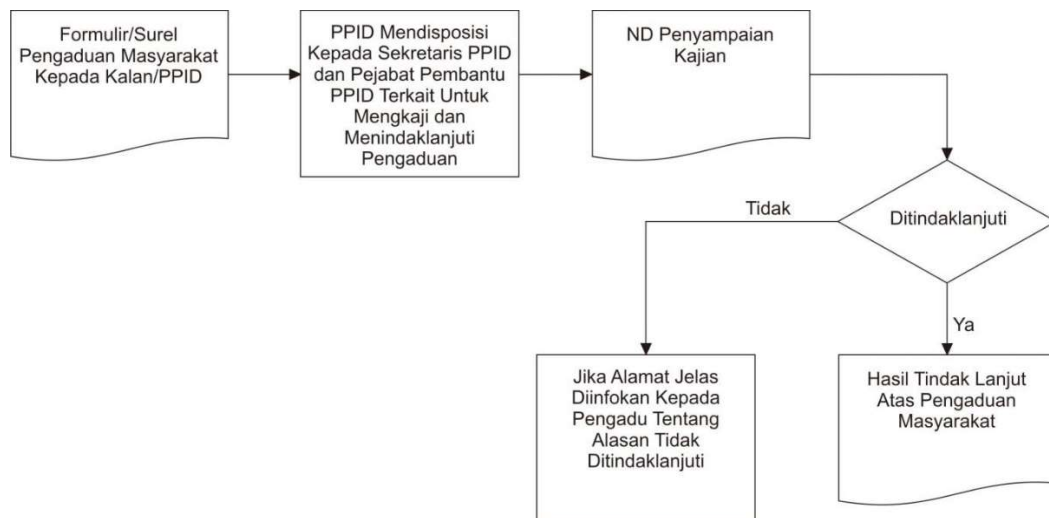 Formulir/Surel
Pengaduan Masyarakat
Kepada Kalan/PPID
PPID Mendisposisi
Kepada Sekretaris PPID
dan Pejabat Pembantu
PPID Terkait Untuk
Mengkaji dan
Menindaklanjuti
Pengaduan
ND Penyampaian
Kajian
Ditindaklanjuti
Tidak
Ya
Jika Alamat Jelas
Diinfokan Kepada
Pengadu Tentang
Alasan Tidak
Ditindaklanjuti
Hasil Tindak Lanjut
Atas Pengaduan
Masyarakat